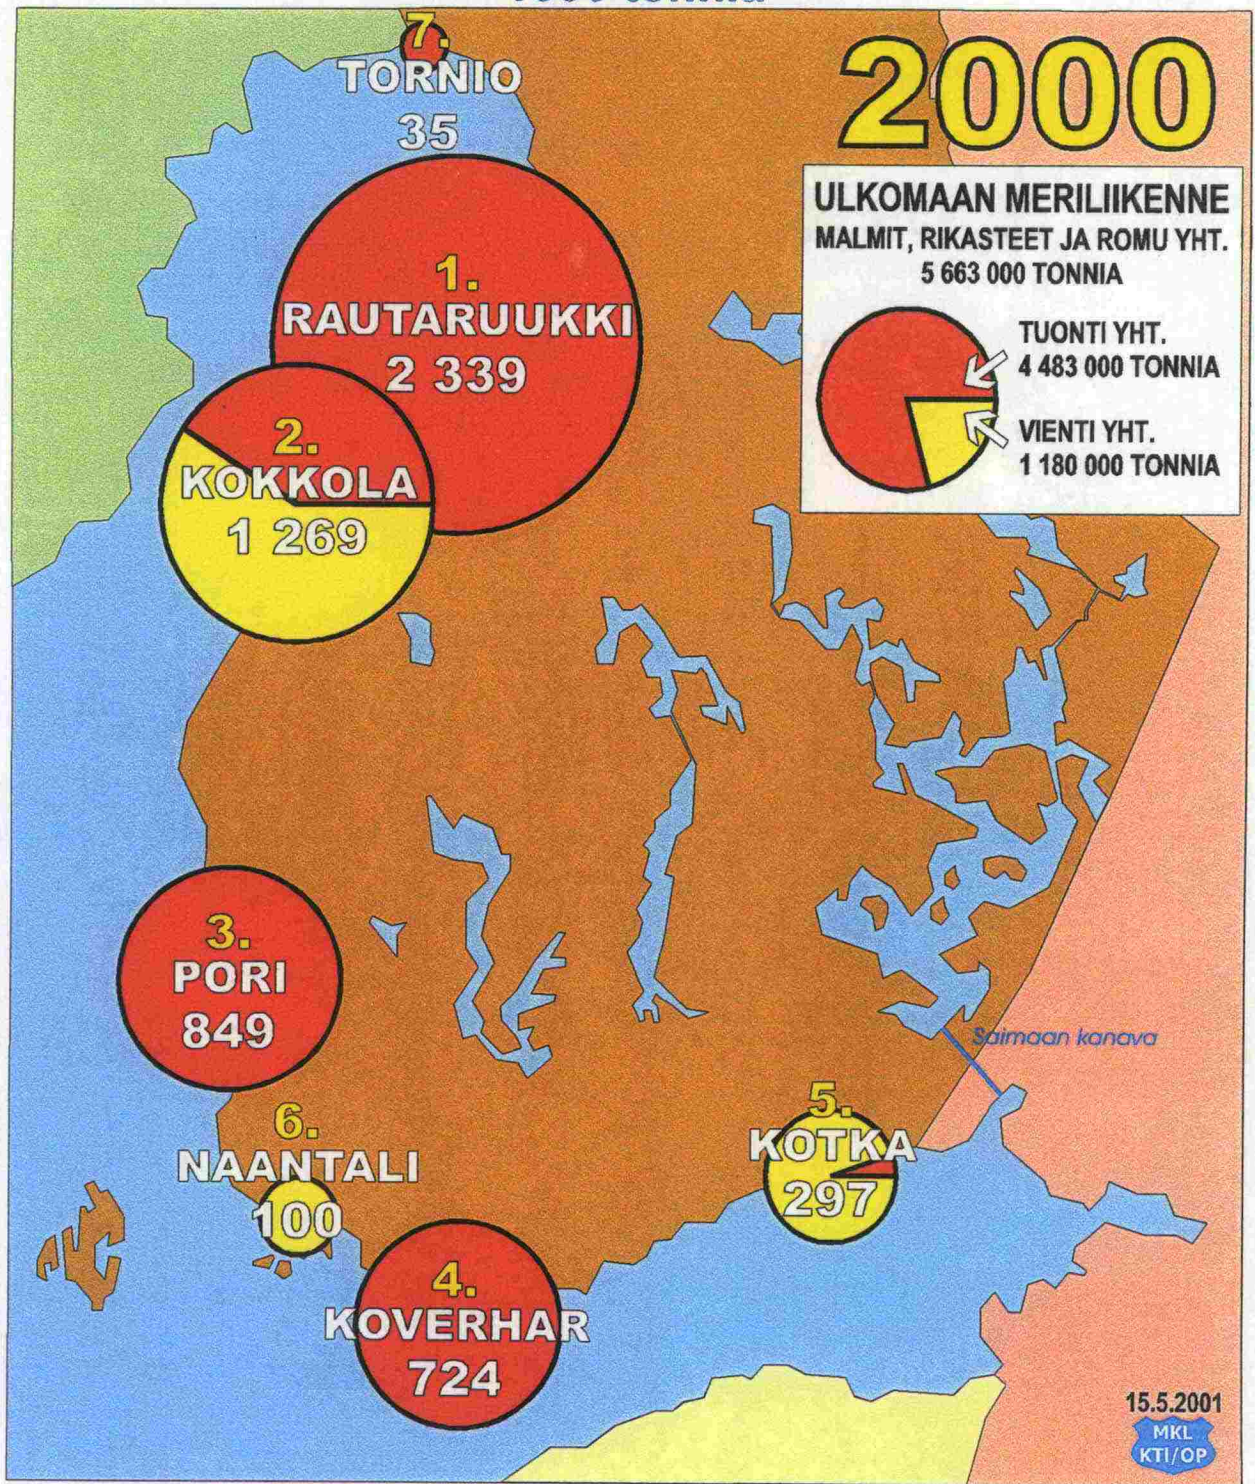 7.
TORNIO
35
2000
ULKOMAAN MERILIIKENNE
MALMIT, RIKASTEET JA ROMU YHT.
5 663 000 TONNIA
TUONTI YHT.
4 483 000 TONNIA
VIENTI YHT.
1 180 000 TONNIA
1.
RAUTARUUKKI
2 339
2.
KOKKOLA
1 269
3.
PORI
849
Saimaan kanava
5.
KOTKA
297
6.
NAANTALI
100
4.
KOVERHAR
724
15.5.2001
MKL
KTI/OP